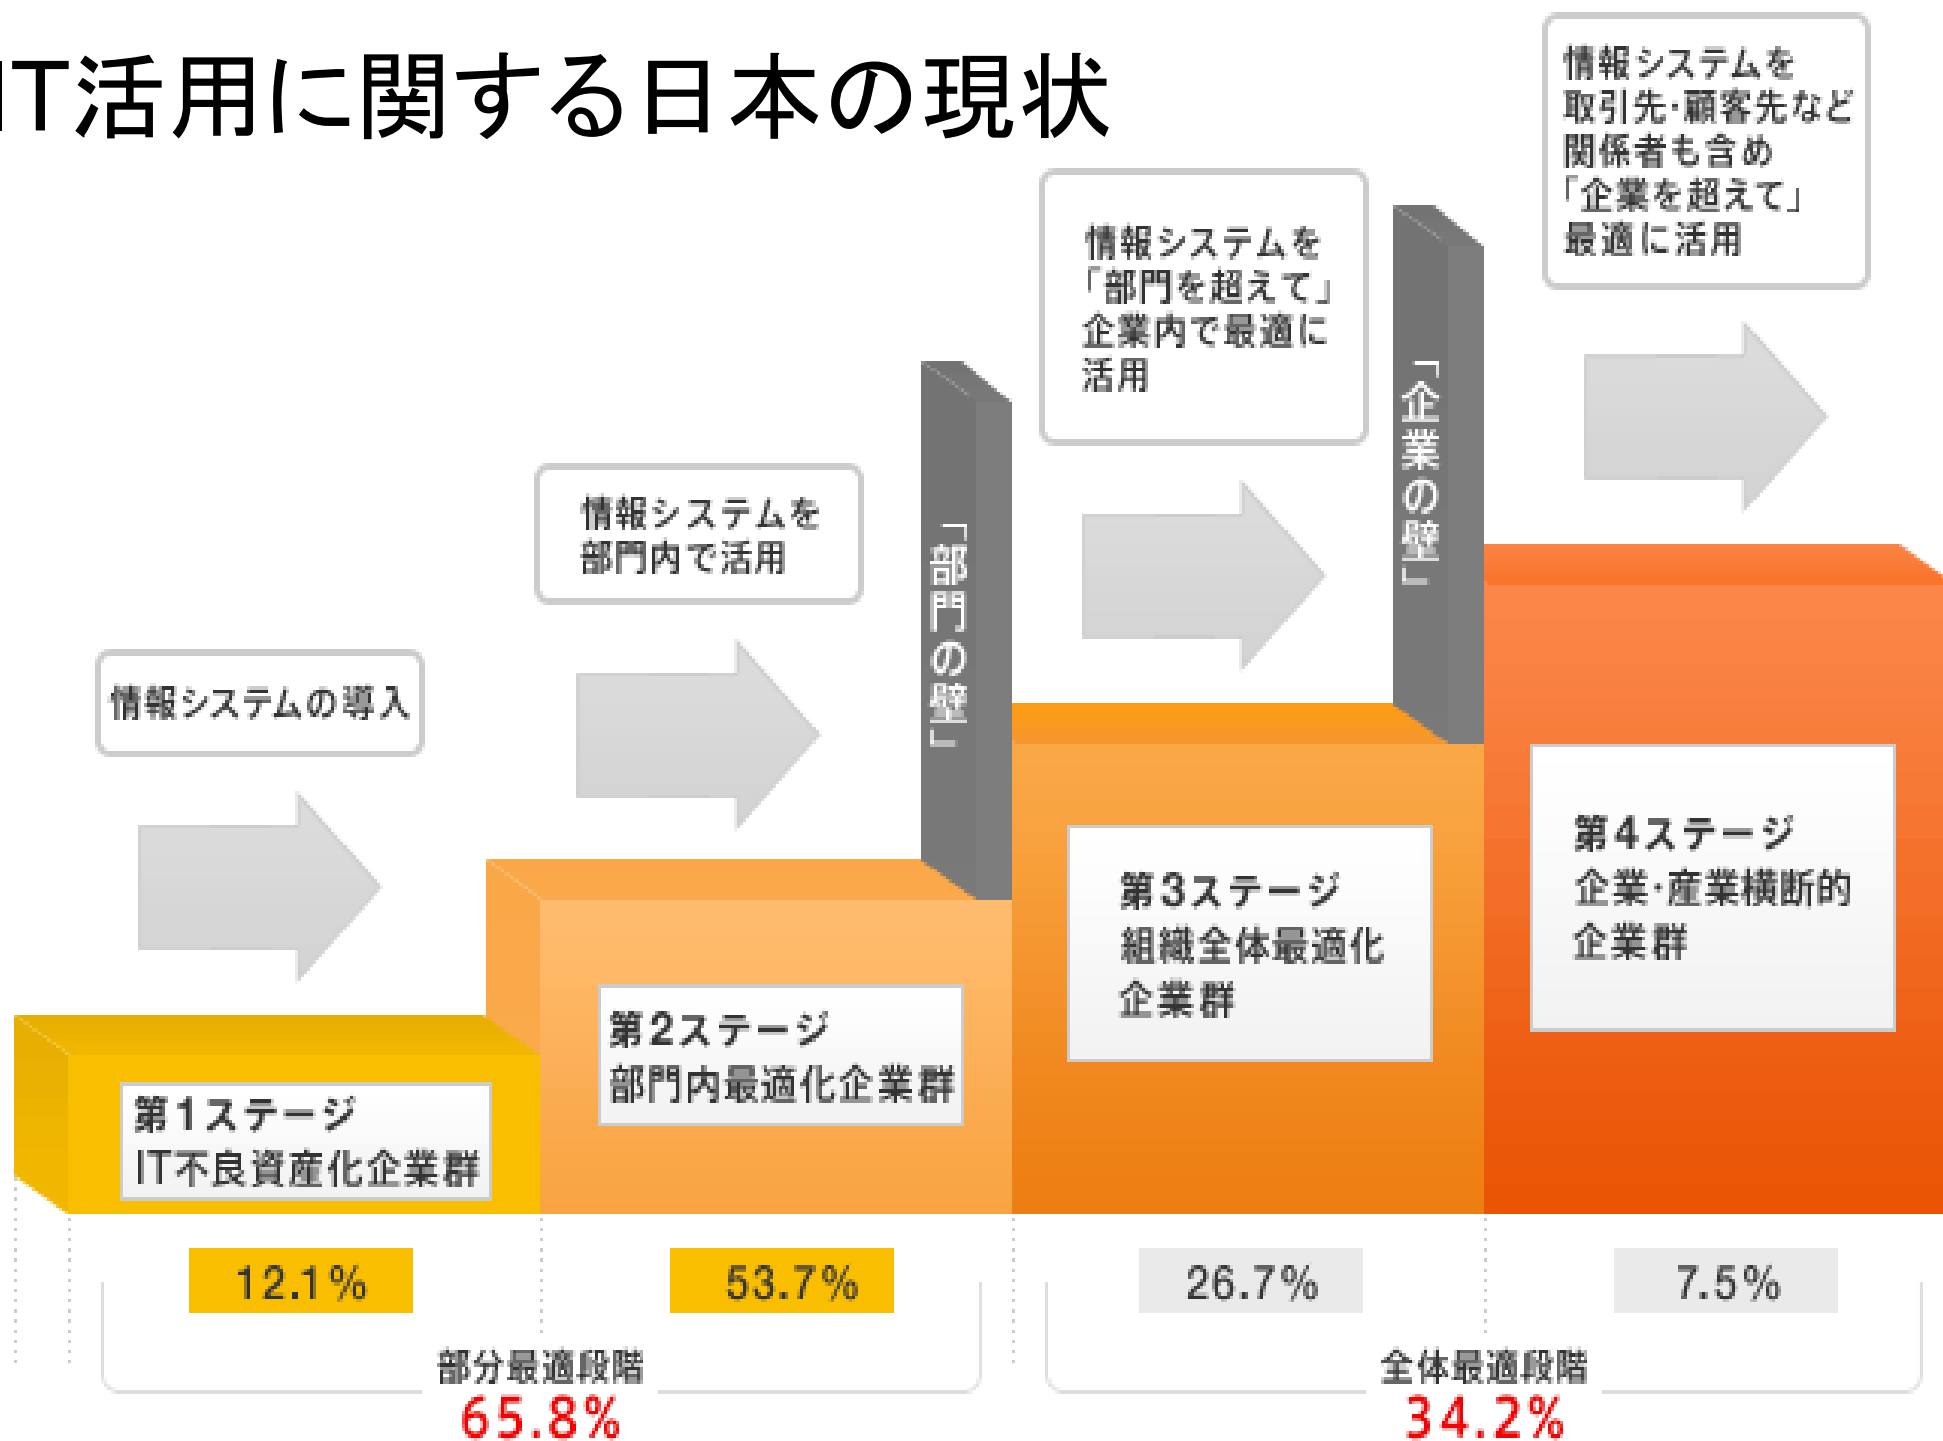 IT活用に関する日本の現状
情報システムの導入
情報システムを
部門内で活用
「部門の壁」
情報システムを
「部門を超えて」
企業内で最適に
活用
「企業の壁」
情報システムを
取引先・顧客先など
関係者も含め
「企業を超えて」
最適に活用
第1ステージ
IT不良資産化企業群
第2ステージ
部門内最適化企業群
第3ステージ
組織全体最適化
企業群
第4ステージ
企業・産業横断的
企業群
12.1%
53.7%
26.7%
7.5%
部分最適段階
65.8%
全体最適段階
34.2%